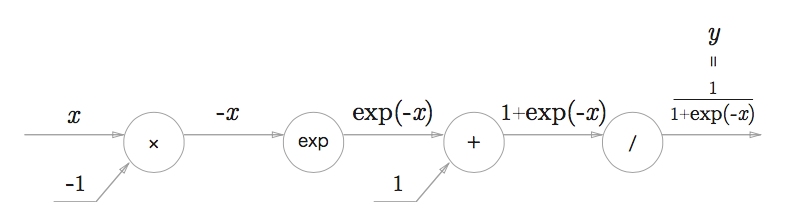 y
=
1
1+exp(-x)
x
-x
exp(-x)
1+exp(-x)
×
exp
+
/
-1
1